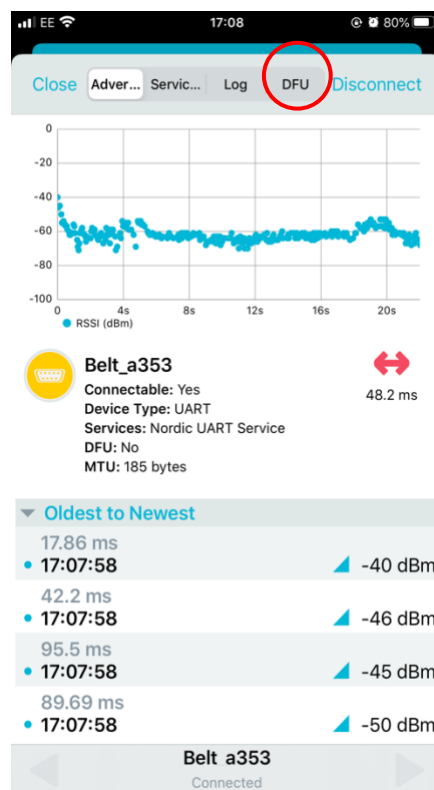 EE 17:08 80%
Close Adver... Servic... Log DFU Disconnect
0
-20
-40
-60
-80
-100
0 4s 8s 12s 16s 20s
RSSI (dBm)
Belt_a353
Connectable: Yes
48.2 ms
Device Type: UART
Services: Nordic UART Service
DFU: No
MTU: 185 bytes
Oldest to Newest
17.86 ms
17:07:58 -40 dBm
42.2 ms
17:07:58 -46 dBm
95.5 ms
17:07:58 -45 dBm
89.69 ms
17:07:58 -50 dBm
Belt a353
Connected